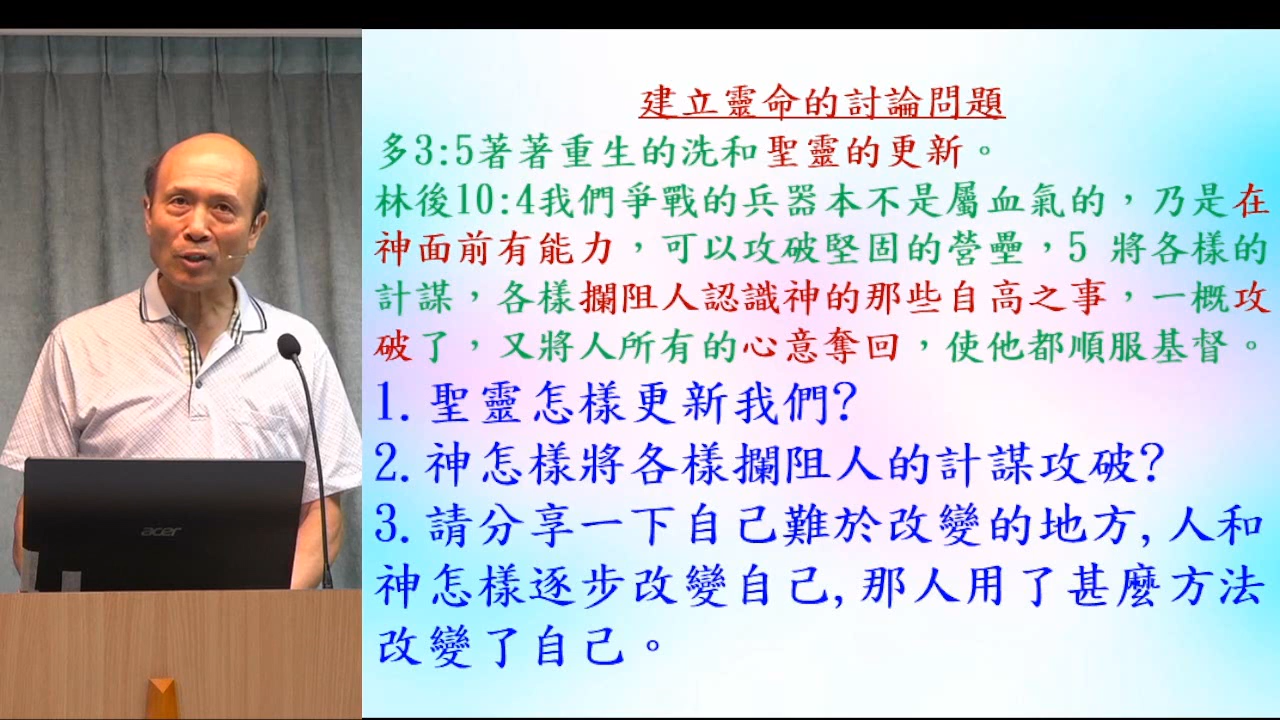 建立靈命的討論問題
多3:5著著重生的洗和聖靈的更新。
林後10:4我們爭戰的兵器本不是屬血氣的，乃是在
神面前有能力，可以攻破堅固的營壘，5 將各樣的
計謀，各樣攔阻人認識神的那些自高之事，一概攻
破了，又將人所有的心意奪回，使他都順服基督。
1.聖靈怎樣更新我們?
2.神怎樣將各樣攔阻人的計謀攻破?
3.請分享一下自己難於改變的地方,人和
神怎樣逐步改變自己,那人用了甚麼方法
改變了自己。
acer